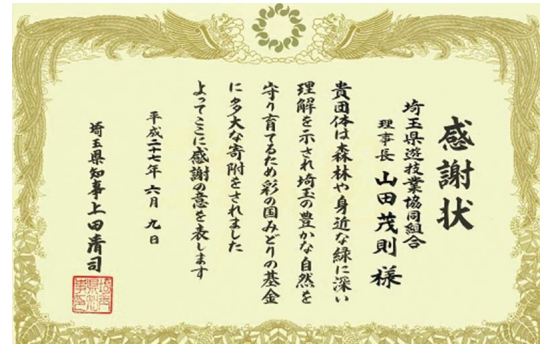 感謝状
埼玉県遊技業協同組合
理事長 山田茂則 様
貴団体は森林や身近な緑に深い
理解を示され埼玉の豊かな自然を
守り育てるため彩の国みどりの基金
に多大な寄附をされました
よってここに感謝の意を表します
平成二十七年六月九日
埼玉県知事 上田清司